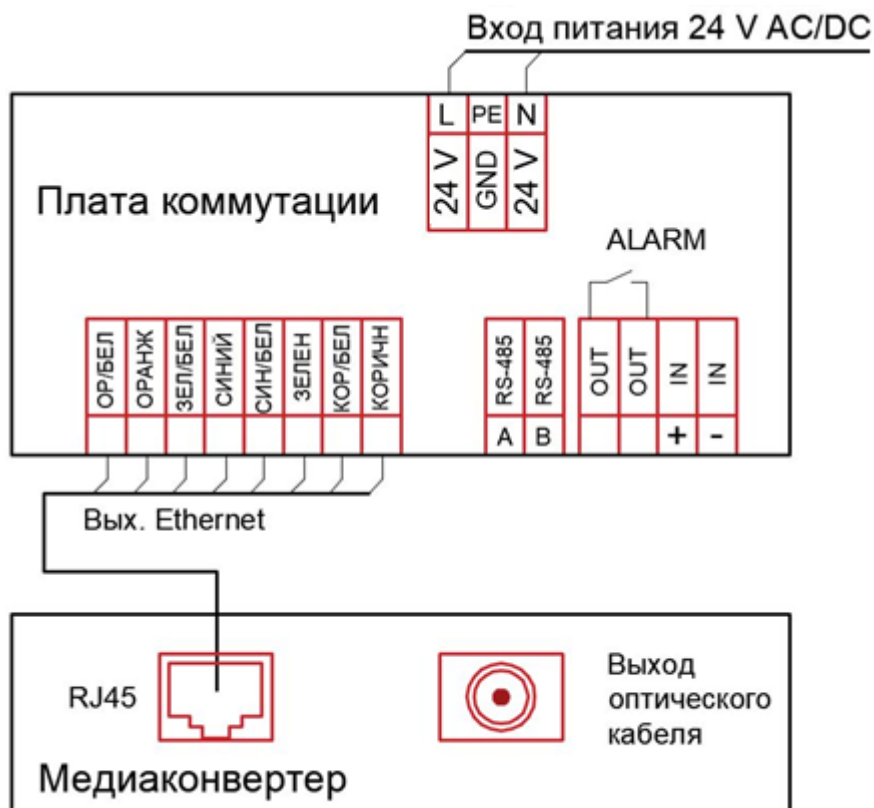 Вход питания 24 V AC/DC
L PE N
24 V GND 24 V
Плата коммутации
ALARM
ОР/БЕЛ ОРАНЖ ЗЕЛ/БЕЛ СИНИЙ СИН/БЕЛ ЗЕЛЕН КОР/БЕЛ КОРИЧН
RS-485 RS-485 OUT OUT IN IN
A B + -
Вых. Ethernet
RJ45
Выход
оптического
кабеля
Медиаконвертер